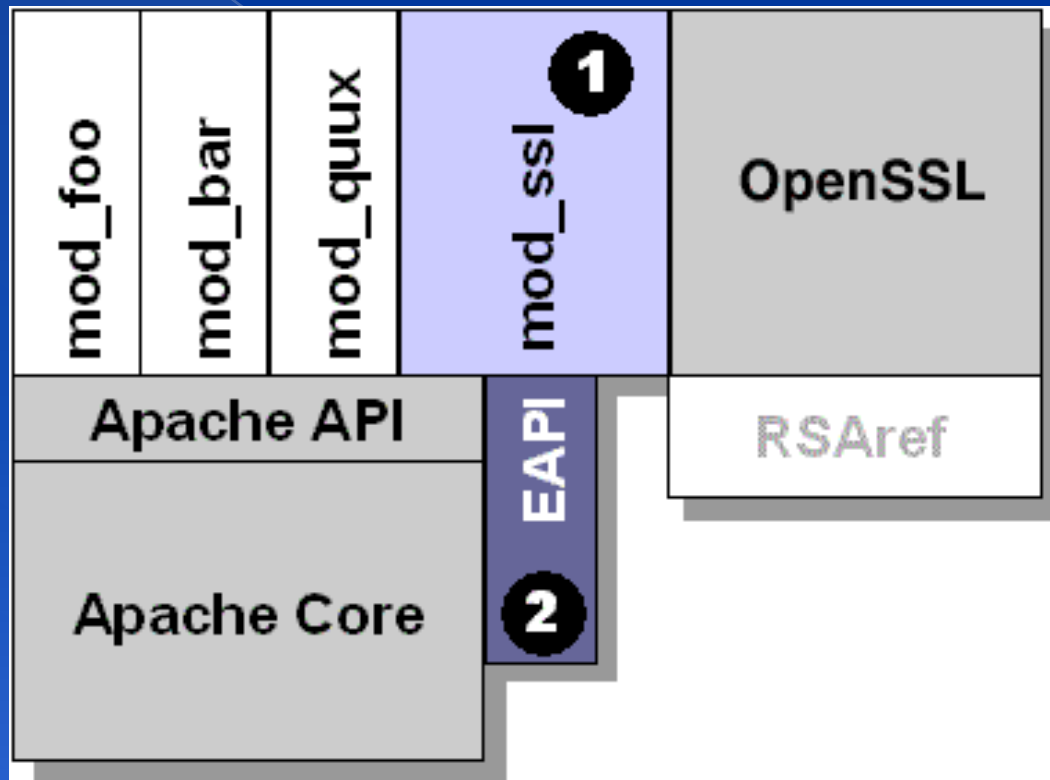 mod_foo
mod_bar
mod_quux
mod_ssl
1
OpenSSL
Apache API
EAPI
RSAref
Apache Core
2